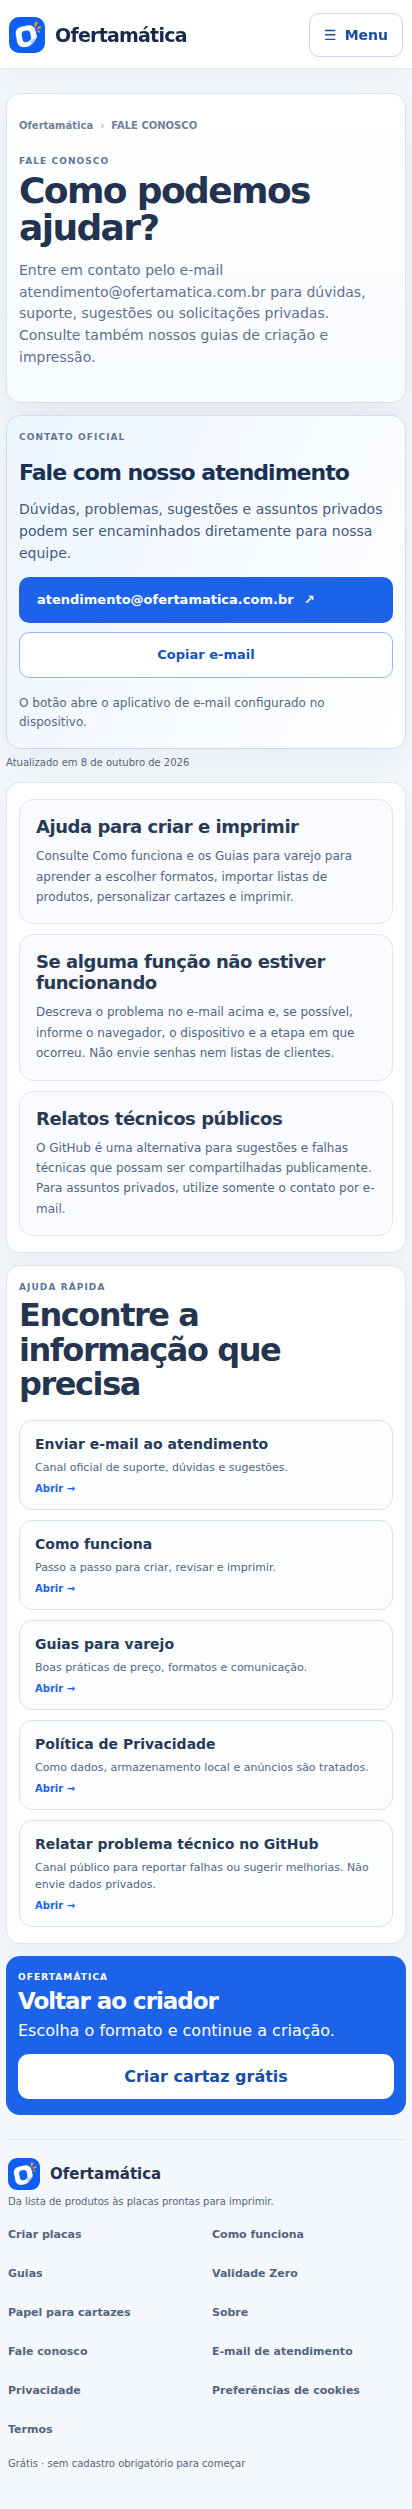 Ofertamática
☰ Menu
Ofertamática › FALE CONOSCO
FALE CONOSCO
Como podemos
ajudar?
Entre em contato pelo e-mail
atendimento@ofertamatica.com.br para dúvidas,
suporte, sugestões ou solicitações privadas.
Consulte também nossos guias de criação e
impressão.
CONTATO OFICIAL
Fale com nosso atendimento
Dúvidas, problemas, sugestões e assuntos privados
podem ser encaminhados diretamente para nossa
equipe.
atendimento@ofertamatica.com.br ↗
Copiar e-mail
O botão abre o aplicativo de e-mail configurado no
dispositivo.
Atualizado em 8 de outubro de 2026
Ajuda para criar e imprimir
Consulte Como funciona e os Guias para varejo para
aprender a escolher formatos, importar listas de
produtos, personalizar cartazes e imprimir.
Se alguma função não estiver
funcionando
Descreva o problema no e-mail acima e, se possível,
informe o navegador, o dispositivo e a etapa em que
ocorreu. Não envie senhas nem listas de clientes.
Relatos técnicos públicos
O GitHub é uma alternativa para sugestões e falhas
técnicas que possam ser compartilhadas publicamente.
Para assuntos privados, utilize somente o contato por e-
mail.
AJUDA RÁPIDA
Encontre a
informação que
precisa
Enviar e-mail ao atendimento
Canal oficial de suporte, dúvidas e sugestões.
Abrir →
Como funciona
Passo a passo para criar, revisar e imprimir.
Abrir →
Guias para varejo
Boas práticas de preço, formatos e comunicação.
Abrir →
Política de Privacidade
Como dados, armazenamento local e anúncios são tratados.
Abrir →
Relatar problema técnico no GitHub
Canal público para reportar falhas ou sugerir melhorias. Não
envie dados privados.
Abrir →
OFERTAMÁTICA
Voltar ao criador
Escolha o formato e continue a criação.
Criar cartaz grátis
Ofertamática
Da lista de produtos às placas prontas para imprimir.
Criar placas
Como funciona
Guias
Validade Zero
Papel para cartazes
Sobre
Fale conosco
E-mail de atendimento
Privacidade
Preferências de cookies
Termos
Grátis · sem cadastro obrigatório para começar